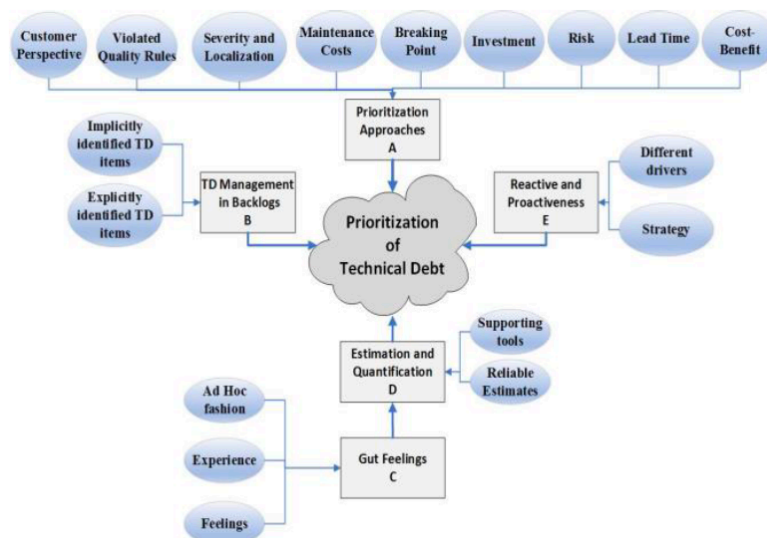 Customer
Perspective
Violated
Quality Rules
Severity and
Localization
Maintenance
Costs
Breaking
Point
Investment
Risk
Lead Time
Cost-
Benefit
Prioritization
Approaches
A
Implicitly
identified TD
items
Explicitly
identified TD
items
TD Management
in Backlogs
B
Prioritization
of
Technical Debt
Reactive and
Proactiveness
E
Different
drivers
Strategy
Estimation and
Quantification
D
Supporting
tools
Reliable
Estimates
Ad Hoc
fashion
Experience
Feelings
Gut Feelings
C